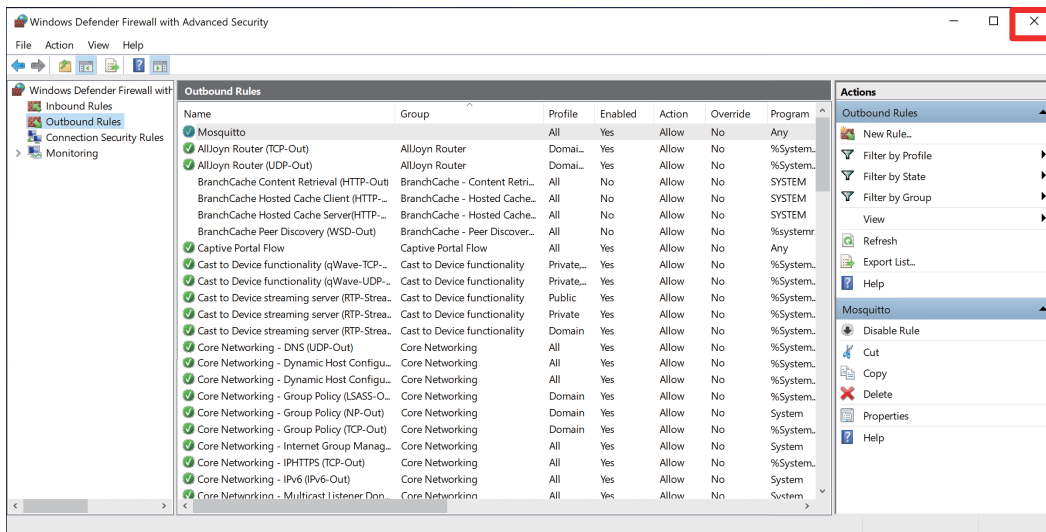 Windows Defender Firewall with Advanced Security
File Action View Help
Windows Defender Firewall with
Inbound Rules
Outbound Rules
Connection Security Rules
Monitoring
Outbound Rules
Name Group Profile Enabled Action Override Program
Mosquitto All Yes Allow No Any
AllJoyn Router (TCP-Out) AllJoyn Router Domai... Yes Allow No %System..
AllJoyn Router (UDP-Out) AllJoyn Router Domai... Yes Allow No %System..
BranchCache Content Retrieval (HTTP-Out) BranchCache - Content Retri... All No Allow No SYSTEM
BranchCache Hosted Cache Client (HTTP-... BranchCache - Hosted Cache... All No Allow No SYSTEM
BranchCache Hosted Cache Server(HTTP-... BranchCache - Hosted Cache... All No Allow No SYSTEM
BranchCache Peer Discovery (WSD-Out) BranchCache - Peer Discover... All No Allow No %systemr
Captive Portal Flow Captive Portal Flow All Yes Allow No Any
Cast to Device functionality (qWave-TCP-.. Cast to Device functionality Private,... Yes Allow No %System..
Cast to Device functionality (qWave-UDP-.. Cast to Device functionality Private,... Yes Allow No %System..
Cast to Device streaming server (RTP-Strea.. Cast to Device functionality Public Yes Allow No %System..
Cast to Device streaming server (RTP-Strea.. Cast to Device functionality Private Yes Allow No %System..
Cast to Device streaming server (RTP-Strea.. Cast to Device functionality Domain Yes Allow No %System..
Core Networking - DNS (UDP-Out) Core Networking All Yes Allow No %System..
Core Networking - Dynamic Host Configu... Core Networking All Yes Allow No %System..
Core Networking - Dynamic Host Configu... Core Networking All Yes Allow No %System..
Core Networking - Group Policy (LSASS-O... Core Networking Domain Yes Allow No %System..
Core Networking - Group Policy (NP-Out) Core Networking Domain Yes Allow No System
Core Networking - Group Policy (TCP-Out) Core Networking Domain Yes Allow No %System..
Core Networking - Internet Group Manag... Core Networking All Yes Allow No System
Core Networking - IPHTTPS (TCP-Out) Core Networking All Yes Allow No %System..
Core Networking - IPv6 (IPv6-Out) Core Networking All Yes Allow No System
Core Networking - Multicast Listener Don... Core Networking All Yes Allow No System
Actions
Outbound Rules
New Rule...
Filter by Profile
Filter by State
Filter by Group
View
Refresh
Export List...
Help
Mosquitto
Disable Rule
Cut
Copy
Delete
Properties
Help